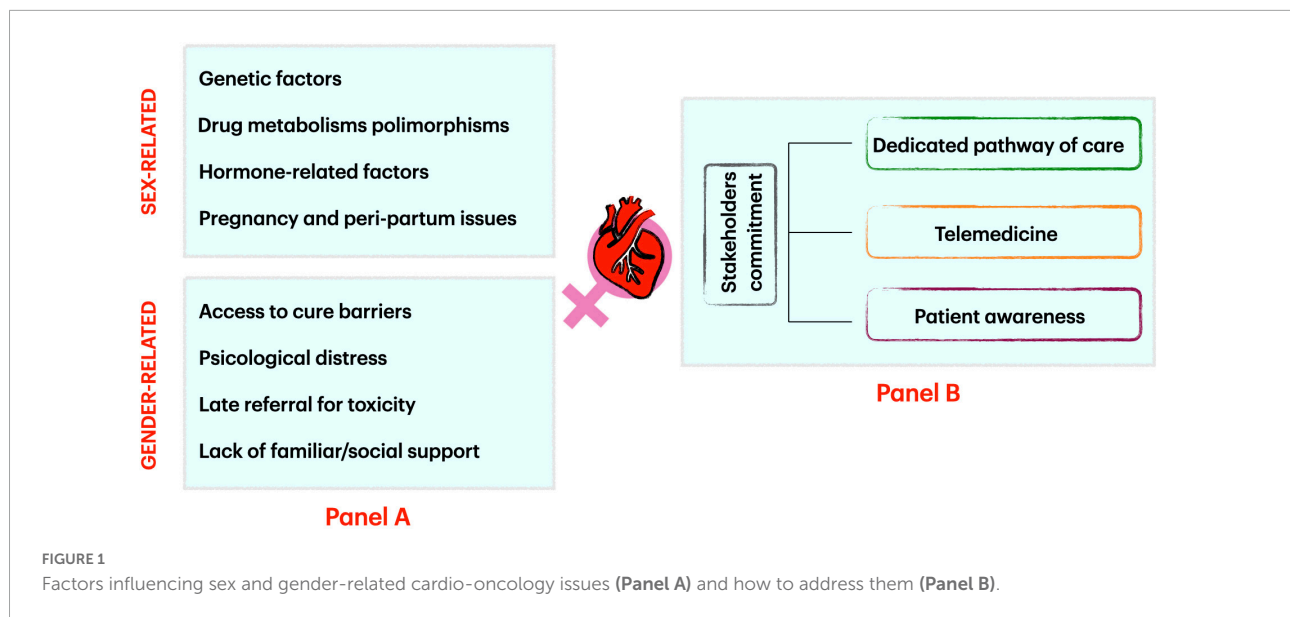 SEX-RELATED
Genetic factors
Drug metabolisms polimorphisms
Hormone-related factors
Pregnancy and peri-partum issues
GENDER-RELATED
Access to cure barriers
Psicological distress
Late referral for toxicity
Lack of familiar/social support
Panel A
Stakeholders
commitment
Dedicated pathway of care
Telemedicine
Patient awareness
Panel B
FIGURE 1
Factors influencing sex and gender-related cardio-oncology issues (Panel A) and how to address them (Panel B).